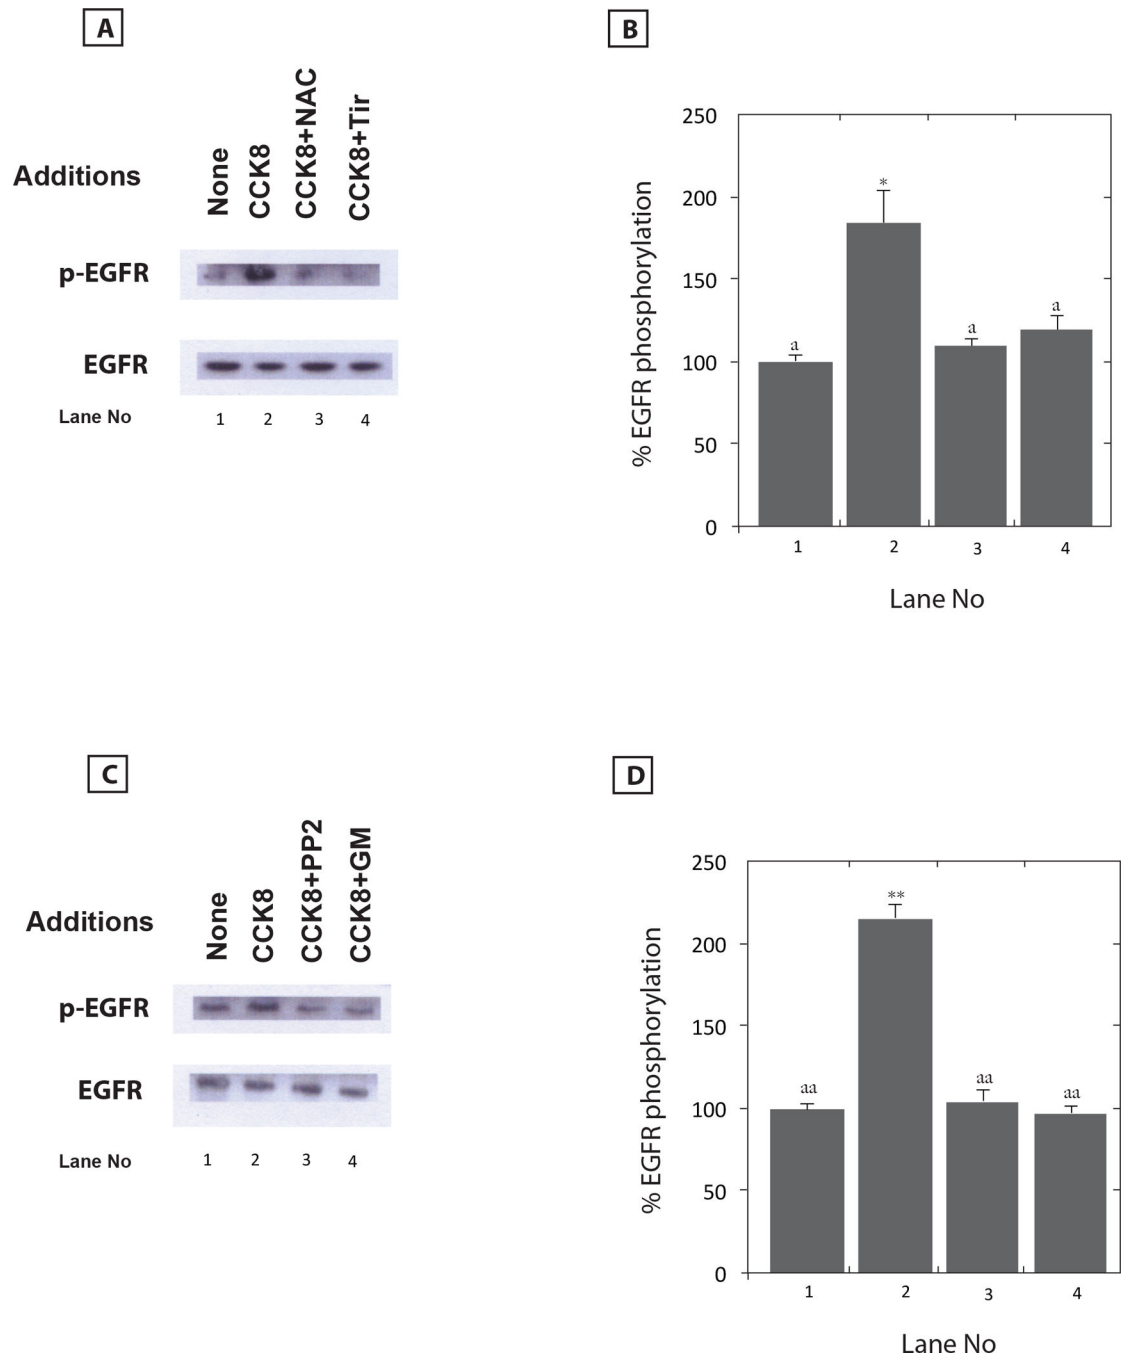 A
None
CCK8
CCK8+NAC
CCK8+Tir
Additions
p-EGFR
EGFR
Lane No
1 2 3 4
B
% EGFR phosphorylation
250
200
150
100
50
0
a
*
a
a
1 2 3 4
Lane No
C
None
CCK8
CCK8+PP2
CCK8+GM
Additions
p-EGFR
EGFR
Lane No
1 2 3 4
D
% EGFR phosphorylation
250
200
150
100
50
0
aa
**
aa
aa
1 2 3 4
Lane No